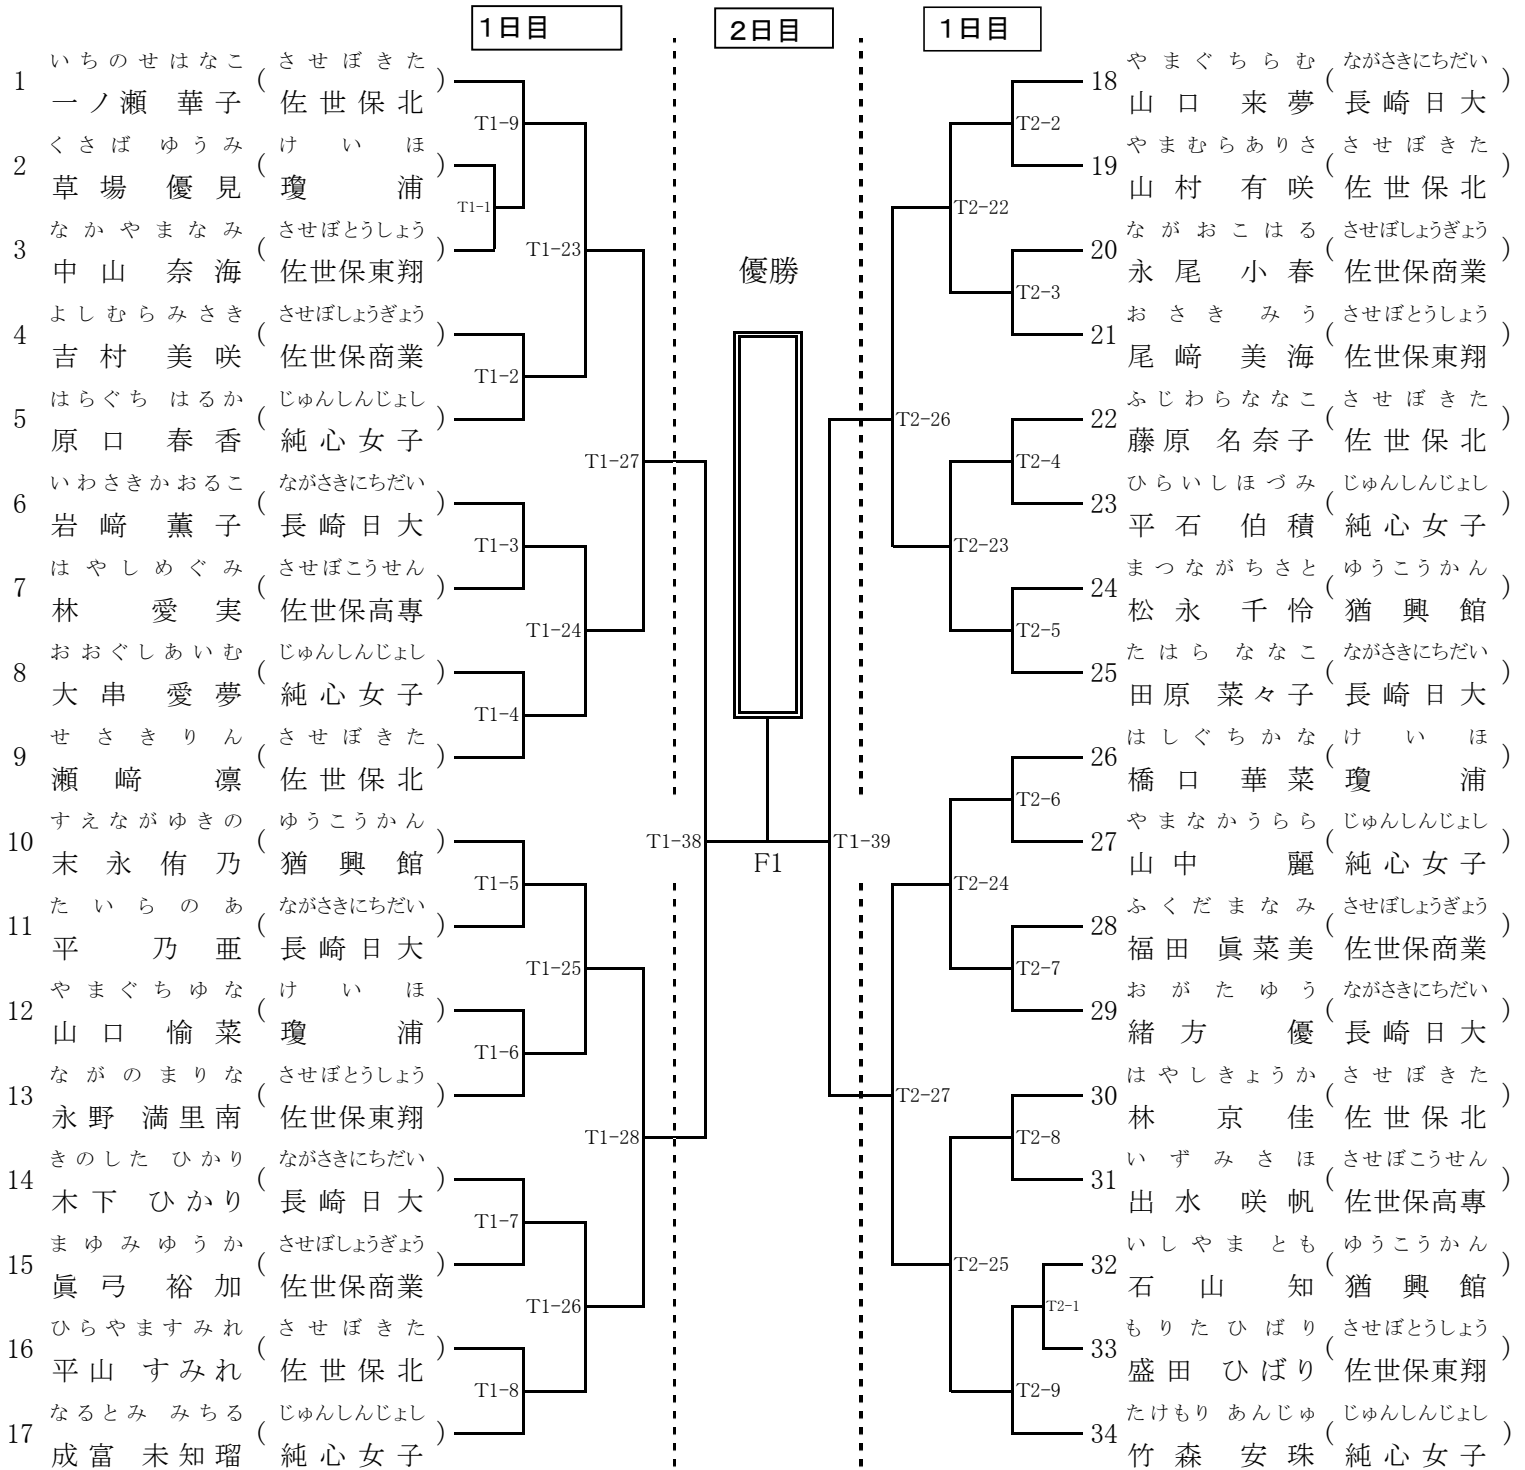 1日目 2日目 1日目
いちのせはなこ (させぼきた)
1 一ノ瀬 華子 佐世保北
くさば ゆうみ (けいほ)
2 草場 優見 瓊浦
なかやまなみ (させぼとうしょう)
3 中山 奈海 佐世保東翔
よしむらみさき (させぼしょうぎょう)
4 吉村 美咲 佐世保商業
はらぐち はるか (じゅんしんじょし)
5 原口 春香 純心女子
いわさきかおるこ (ながさきにちだい)
6 岩﨑 薫子 長崎日大
はやしめぐみ (させぼこうせん)
7 林 愛実 佐世保高専
おおぐしあいむ (じゅんしんじょし)
8 大串 愛夢 純心女子
せさきりん (させぼきた)
9 瀬﨑 凛 佐世保北
すえながゆきの (ゆうこうかん)
10 末永侑乃 猶興館
たいらのあ (ながさきにちだい)
11 平 乃亜 長崎日大
やまぐちゆな (けいほ)
12 山口 愉菜 瓊浦
ながのまりな (させぼとうしょう)
13 永野 満里南 佐世保東翔
きのした ひかり (ながさきにちだい)
14 木下 ひかり 長崎日大
まゆみゆうか (させぼしょうぎょう)
15 眞弓 裕加 佐世保商業
ひらやますみれ (させぼきた)
16 平山 すみれ 佐世保北
なるとみ みちる (じゅんしんじょし)
17 成富 未知瑠 純心女子
T1-9
T1-1
T1-23
T1-2
T1-27
T1-3
T1-24
T1-4
T1-5
T1-25
T1-6
T1-28
T1-7
T1-26
T1-8
優勝
T1-38 F1 T1-39
T2-2
T2-22
T2-3
T2-26
T2-4
T2-23
T2-5
T2-6
T2-24
T2-7
T2-27
T2-8
T2-25
T2-1
T2-9
やまぐちらむ (ながさきにちだい)
18 山口 来夢 長崎日大
やまむらありさ (させぼきた)
19 山村 有咲 佐世保北
ながおこはる (させぼしょうぎょう)
20 永尾 小春 佐世保商業
おさき みう (させぼとうしょう)
21 尾﨑 美海 佐世保東翔
ふじわらななこ (させぼきた)
22 藤原 名奈子 佐世保北
ひらいしほづみ (じゅんしんじょし)
23 平石 伯積 純心女子
まつながちさと (ゆうこうかん)
24 松永 千怜 猶興館
たはら ななこ (ながさきにちだい)
25 田原 菜々子 長崎日大
はしぐちかな (けいほ)
26 橋口 華菜 瓊浦
やまなかうらら (じゅんしんじょし)
27 山中 麗 純心女子
ふくだまなみ (させぼしょうぎょう)
28 福田 眞菜美 佐世保商業
おがたゆう (ながさきにちだい)
29 緒方 優 長崎日大
はやしきょうか (させぼきた)
30 林 京佳 佐世保北
いずみさほ (させぼこうせん)
31 出水 咲帆 佐世保高専
いしやま とも (ゆうこうかん)
32 石山 知 猶興館
もりたひばり (させぼとうしょう)
33 盛田 ひばり 佐世保東翔
たけもり あんじゅ (じゅんしんじょし)
34 竹森 安珠 純心女子